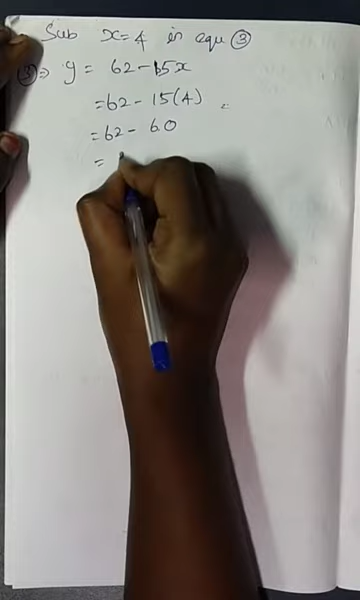 Sub x = 4 in equ ③
③⇒ y = 62 - 15x
= 62 - 15(4)
= 62 - 60
=